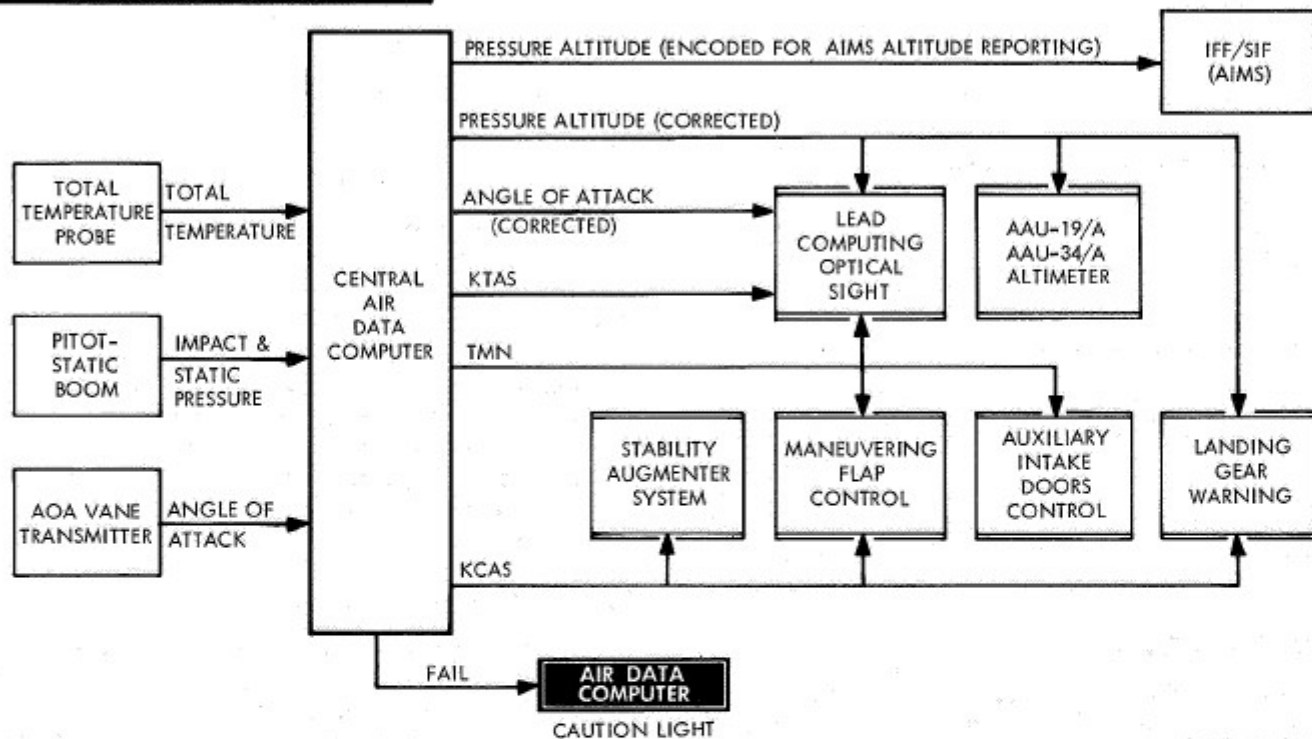 PRESSURE ALTITUDE (ENCODED FOR AIMS ALTITUDE REPORTING)
IFF/SIF
(AIMS)
PRESSURE ALTITUDE (CORRECTED)
TOTAL
TEMPERATURE
PROBE
TOTAL
TEMPERATURE
ANGLE OF ATTACK
(CORRECTED)
LEAD
COMPUTING
OPTICAL
SIGHT
AAU-19/A
AAU-34/A
ALTIMETER
CENTRAL
AIR
DATA
COMPUTER
KTAS
PITOT-
STATIC
BOOM
IMPACT &
STATIC
PRESSURE
TMN
STABILITY
AUGMENTER
SYSTEM
MANEUVERING
FLAP
CONTROL
AUXILIARY
INTAKE
DOORS
CONTROL
LANDING
GEAR
WARNING
AOA VANE
TRANSMITTER
ANGLE OF
ATTACK
KCAS
FAIL
AIR DATA
COMPUTER
CAUTION LIGHT